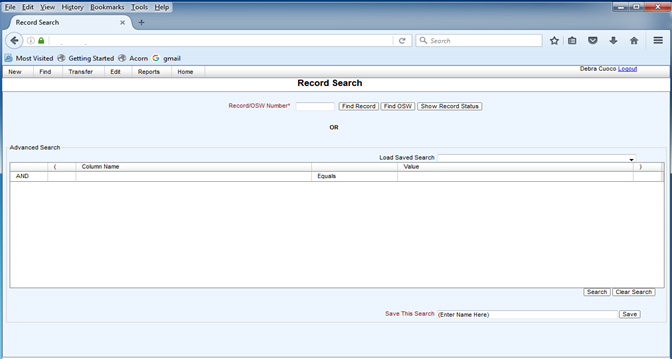 File Edit View History Bookmarks Tools Help
Record Search
Search
Most Visited Getting Started Acorn gmail
Debra Cuoco Logout
New Find Transfer Edit Reports Home
Record Search
Record/OSW Number* Find Record Find OSW Show Record Status
OR
Advanced Search
Load Saved Search
( Column Name Value )
AND Equals
Search Clear Search
Save This Search (Enter Name Here) Save